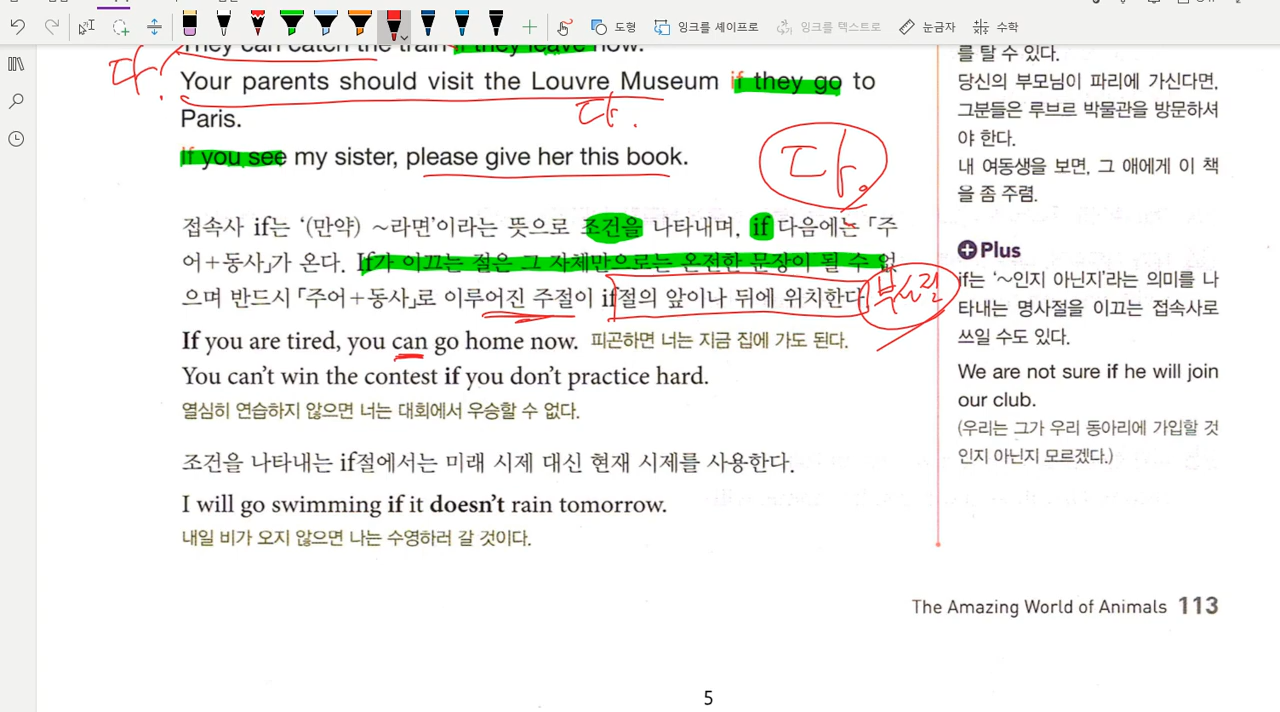 도형
잉크를 셰이프로
잉크를 텍스트로
눈금자
수학
They can catch the train if they leave now.
다.
Your parents should visit the Louvre Museum if they go to
Paris.
다.
If you see my sister, please give her this book.
다.
접속사 if는 ‘(만약) ~라면’이라는 뜻으로 조건을 나타내며, if 다음에는 「주
어+동사」가 온다. If가 이끄는 절은 그 자체만으로는 온전한 문장이 될 수 없
으며 반드시 「주어+동사」로 이루어진 주절이 if절의 앞이나 뒤에 위치한다.
부사절
If you are tired, you can go home now. 피곤하면 너는 지금 집에 가도 된다.
You can’t win the contest if you don’t practice hard.
열심히 연습하지 않으면 너는 대회에서 우승할 수 없다.
조건을 나타내는 if절에서는 미래 시제 대신 현재 시제를 사용한다.
I will go swimming if it doesn’t rain tomorrow.
내일 비가 오지 않으면 나는 수영하러 갈 것이다.
를 탈 수 있다.
당신의 부모님이 파리에 가신다면,
그분들은 루브르 박물관을 방문하셔
야 한다.
내 여동생을 보면, 그 애에게 이 책
을 좀 주렴.
Plus
if는 ‘~인지 아닌지’라는 의미를 나
타내는 명사절을 이끄는 접속사로
쓰일 수도 있다.
We are not sure if he will join
our club.
(우리는 그가 우리 동아리에 가입할 것
인지 아닌지 모르겠다.)
The Amazing World of Animals 113
5